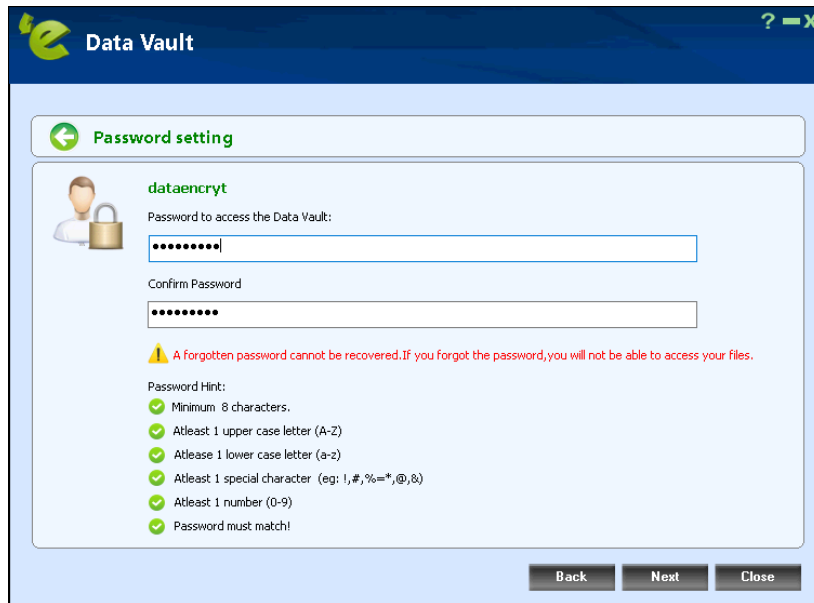 ? – X
Data Vault
Password setting
dataencryt
Password to access the Data Vault:
•••••••••
Confirm Password
•••••••••
A forgotten password cannot be recovered.If you forgot the password,you will not be able to access your files.
Password Hint:
Minimum 8 characters.
Atleast 1 upper case letter (A-Z)
Atlease 1 lower case letter (a-z)
Atleast 1 special character (eg: !,#,%=*,@,&)
Atleast 1 number (0-9)
Password must match!
Back Next Close